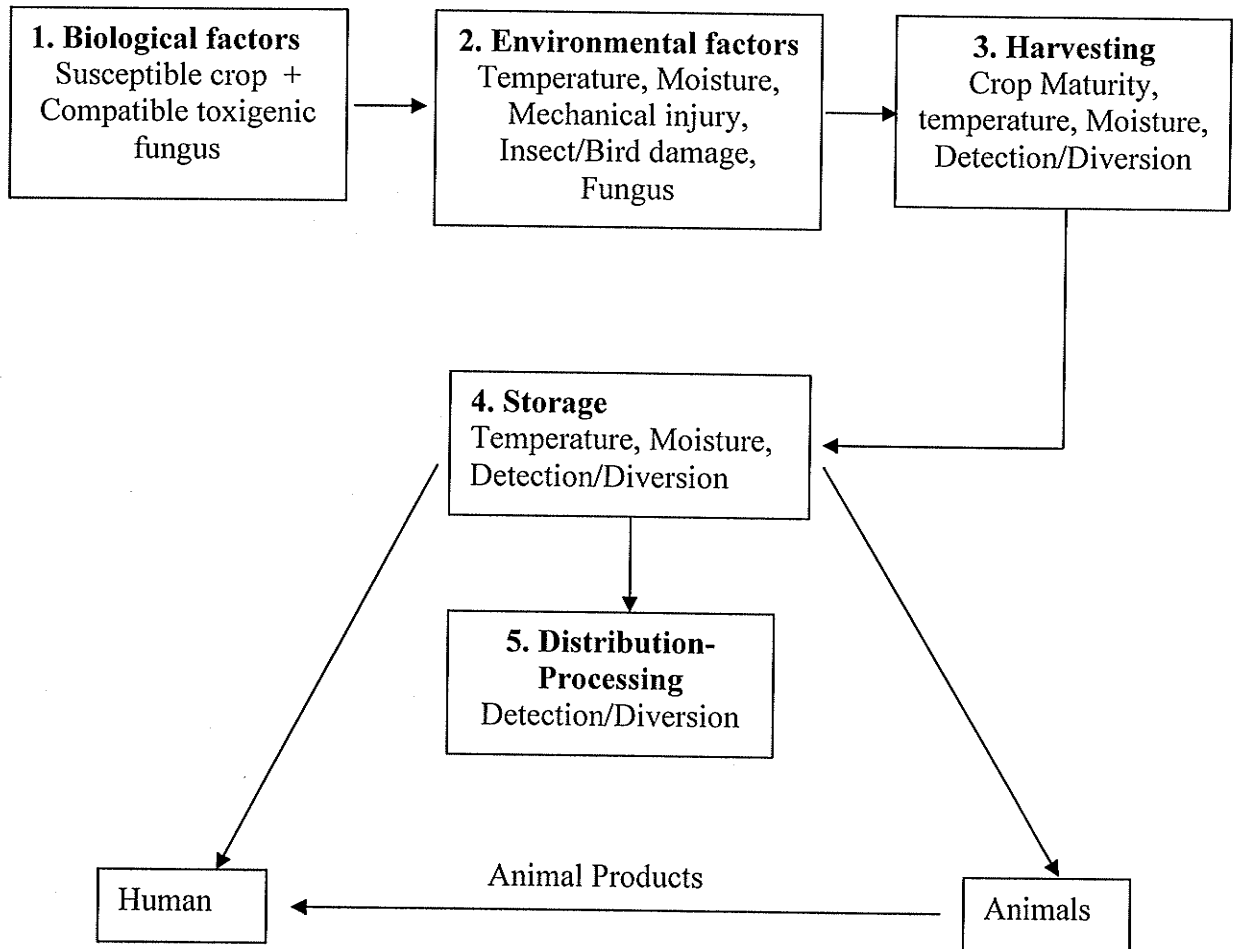 1. Biological factors
Susceptible crop +
Compatible toxigenic
fungus
2. Environmental factors
Temperature, Moisture,
Mechanical injury,
Insect/Bird damage,
Fungus
3. Harvesting
Crop Maturity,
temperature, Moisture,
Detection/Diversion
4. Storage
Temperature, Moisture,
Detection/Diversion
5. Distribution-
Processing
Detection/Diversion
Human
Animal Products
Animals